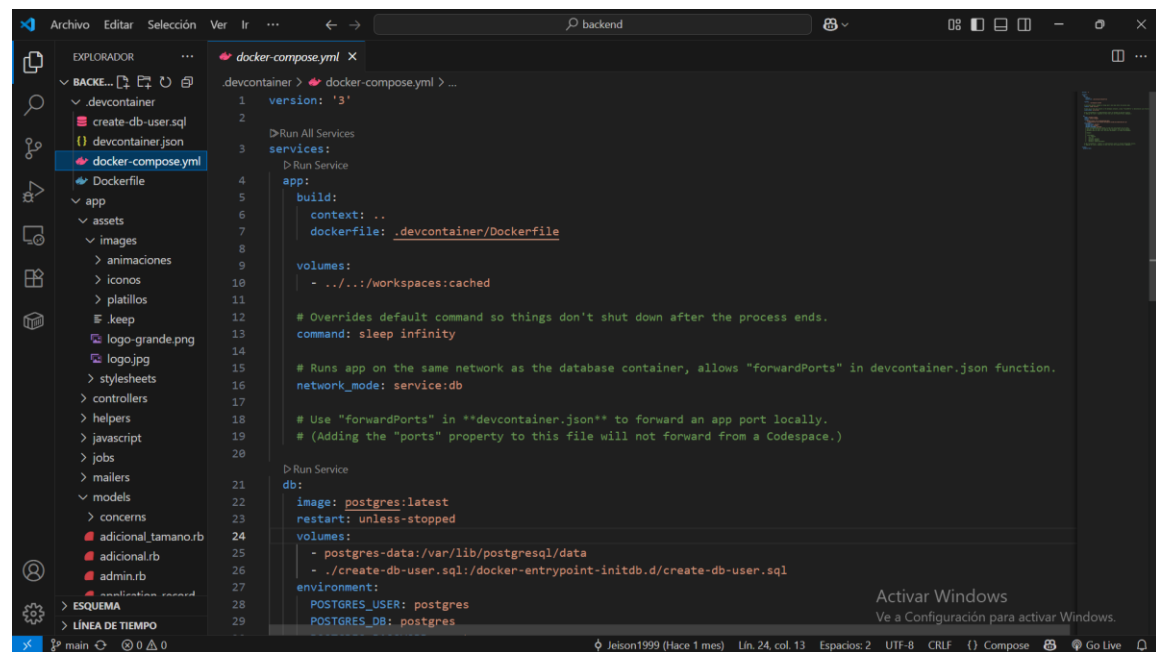 Archivo Editar Selección Ver Ir ··· backend
EXPLORADOR ···
BACKE...
.devcontainer
create-db-user.sql
{} devcontainer.json
docker-compose.yml
Dockerfile
app
assets
images
animaciones
iconos
platillos
.keep
logo-grande.png
logo.jpg
stylesheets
controllers
helpers
javascript
jobs
mailers
models
concerns
adicional_tamano.rb
adicional.rb
admin.rb
ESQUEMA
LÍNEA DE TIEMPO
docker-compose.yml ×
.devcontainer > docker-compose.yml > ...
1 version: '3'
2
Run All Services
3 services:
Run Service
4 app:
5 build:
6 context: ..
7 dockerfile: .devcontainer/Dockerfile
8
9 volumes:
10 - ../..:/workspaces:cached
11
12 # Overrides default command so things don't shut down after the process ends.
13 command: sleep infinity
14
15 # Runs app on the same network as the database container, allows "forwardPorts" in devcontainer.json function.
16 network_mode: service:db
17
18 # Use "forwardPorts" in **devcontainer.json** to forward an app port locally.
19 # (Adding the "ports" property to this file will not forward from a Codespace.)
20
Run Service
21 db:
22 image: postgres:latest
23 restart: unless-stopped
24 volumes:
25 - postgres-data:/var/lib/postgresql/data
26 - ./create-db-user.sql:/docker-entrypoint-initdb.d/create-db-user.sql
27 environment:
28 POSTGRES_USER: postgres
29 POSTGRES_DB: postgres
Activar Windows
Ve a Configuración para activar Windows.
main 0 0 Jeison1999 (Hace 1 mes) Lín. 24, col. 13 Espacios: 2 UTF-8 CRLF {} Compose Go Live